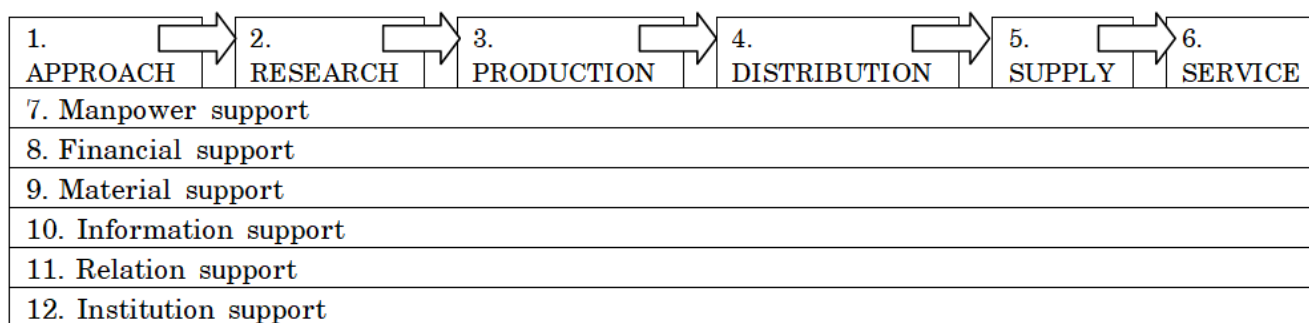 1.
APPROACH
2.
RESEARCH
3.
PRODUCTION
4.
DISTRIBUTION
5.
SUPPLY
6.
SERVICE
7. Manpower support
8. Financial support
9. Material support
10. Information support
11. Relation support
12. Institution support